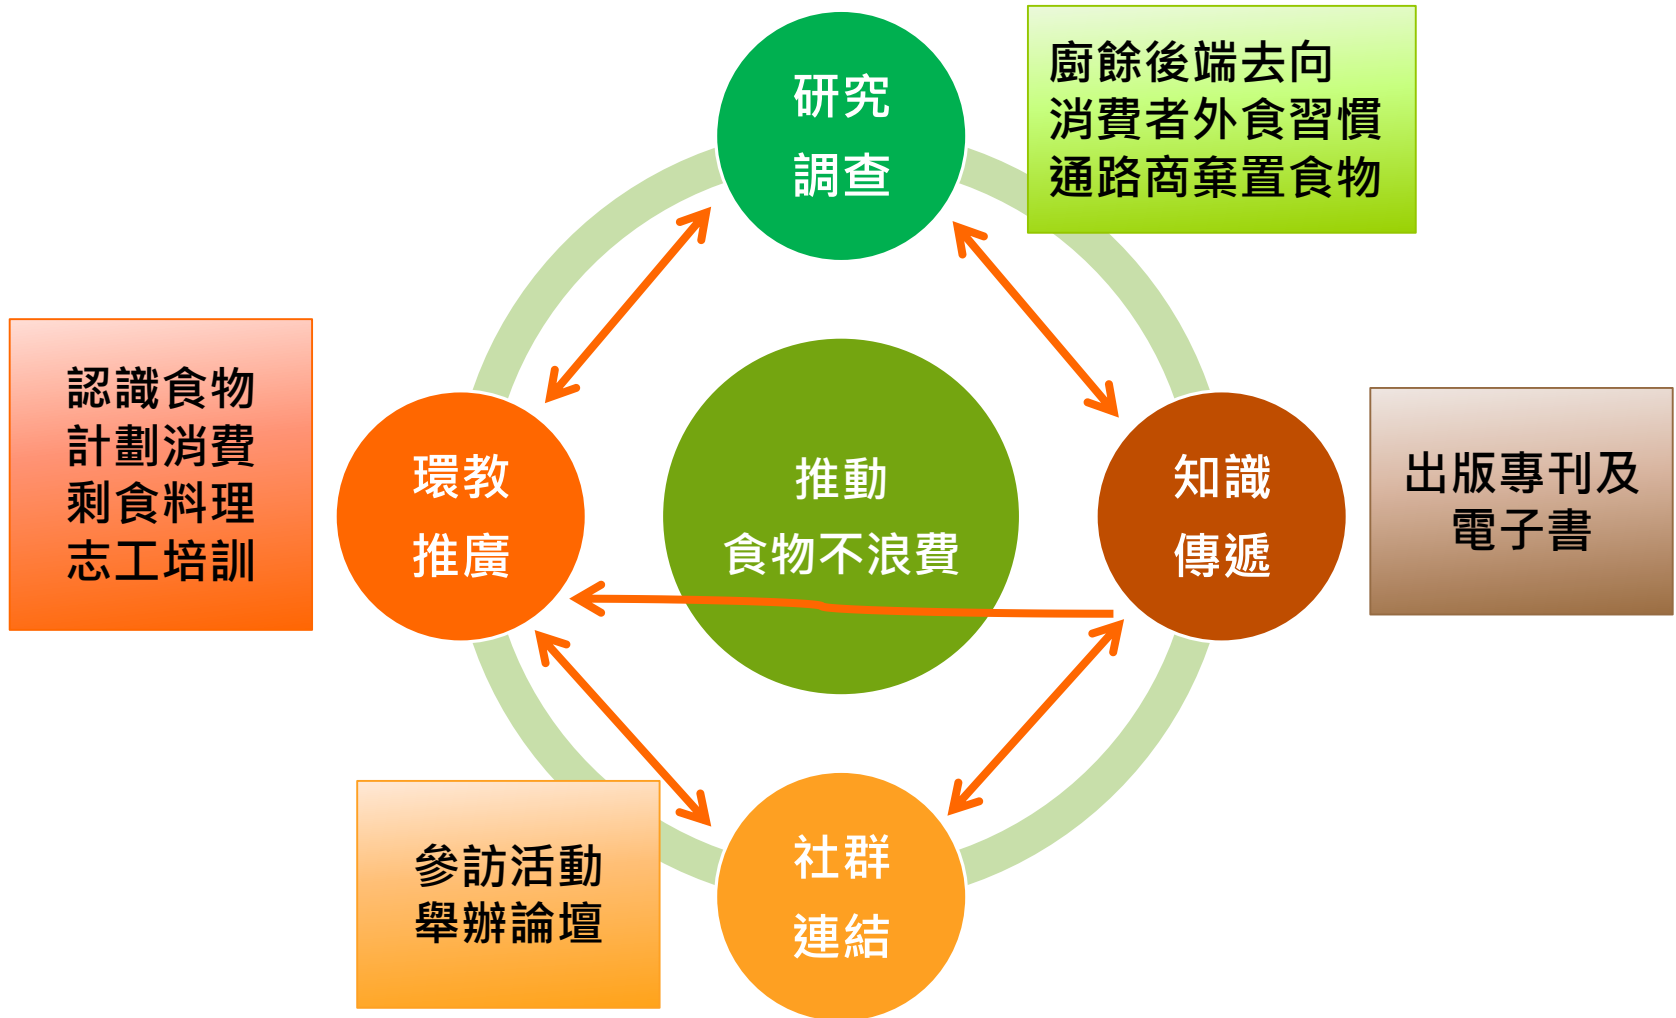 研究
調查
廚餘後端去向
消費者外食習慣
通路商棄置食物
認識食物
計劃消費
剩食料理
志工培訓
環教
推廣
推動
食物不浪費
知識
傳遞
出版專刊及
電子書
參訪活動
舉辦論壇
社群
連結